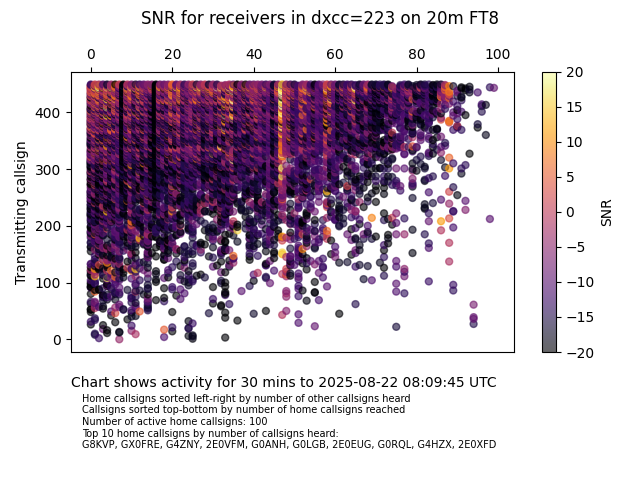 SNR for receivers in dxcc=223 on 20m FT8
0 20 40 60 80 100
400
300
200
100
0
Transmitting callsign
20
15
10
5
0
−5
−10
−15
−20
SNR
Chart shows activity for 30 mins to 2025-08-22 08:09:45 UTC
Home callsigns sorted left-right by number of other callsigns heard
Callsigns sorted top-bottom by number of home callsigns reached
Number of active home callsigns: 100
Top 10 home callsigns by number of callsigns heard:
G8KVP, GX0FRE, G4ZNY, 2E0VFM, G0ANH, G0LGB, 2E0EUG, G0RQL, G4HZX, 2E0XFD